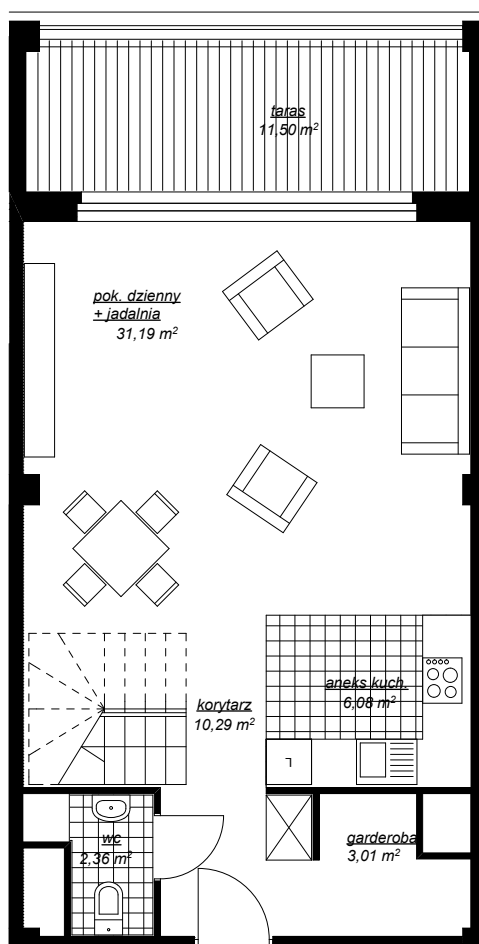 taras
11,50 m²
pok. dzienny
+ jadalnia
31,19 m²
aneks kuch.
6,08 m²
korytarz
10,29 m²
L
wc
2,36 m²
garderoba
3,01 m²